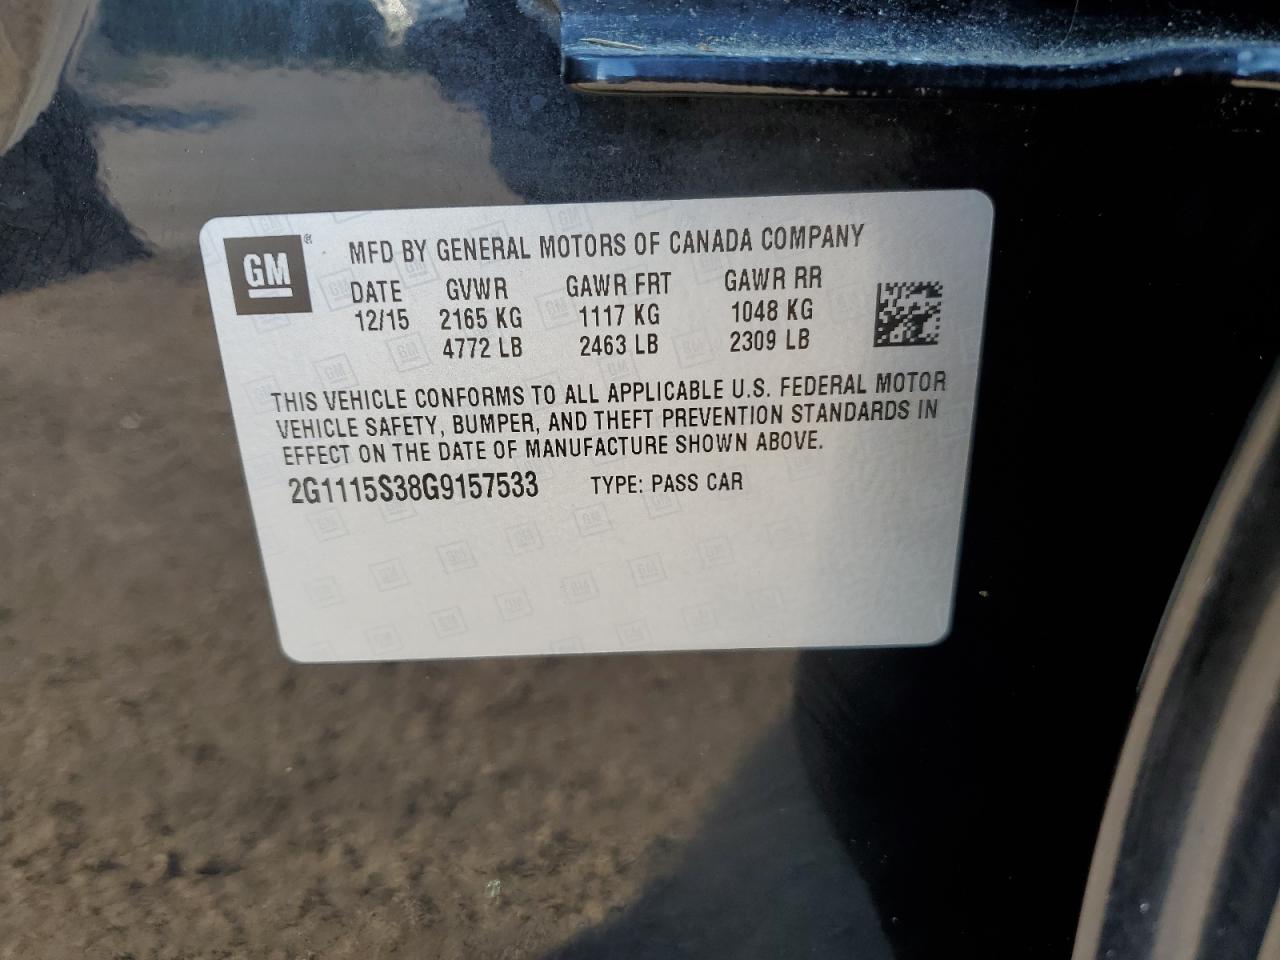 GM ® MFD BY GENERAL MOTORS OF CANADA COMPANY
DATE GVWR GAWR FRT GAWR RR
12/15 2165 KG 1117 KG 1048 KG
4772 LB 2463 LB 2309 LB
THIS VEHICLE CONFORMS TO ALL APPLICABLE U.S. FEDERAL MOTOR
VEHICLE SAFETY, BUMPER, AND THEFT PREVENTION STANDARDS IN
EFFECT ON THE DATE OF MANUFACTURE SHOWN ABOVE.
2G1115S38G9157533 TYPE: PASS CAR